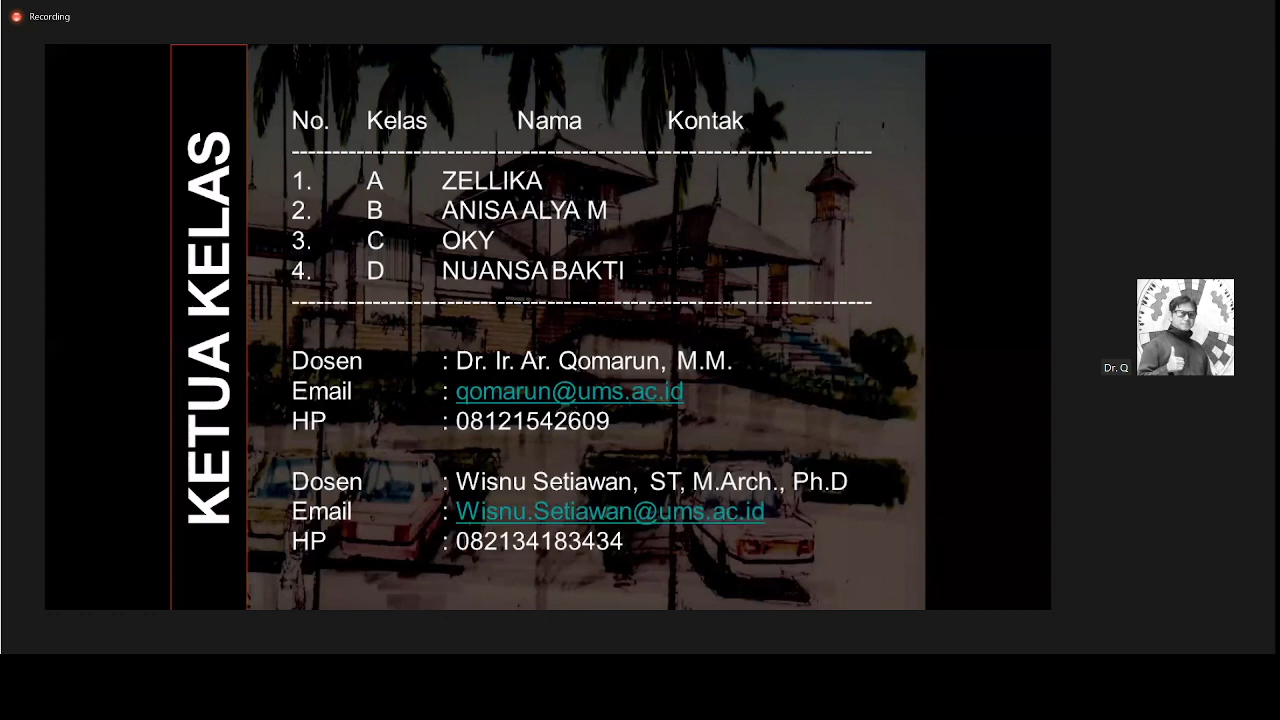 Recording
KETUA KELAS
No. Kelas Nama Kontak
--------------------------------------------------------------------------
1. A ZELLIKA
2. B ANISA ALYA M
3. C OKY
4. D NUANSA BAKTI
--------------------------------------------------------------------------
Dosen : Dr. Ir. Ar. Qomarun, M.M.
Email : qomarun@ums.ac.id
HP : 08121542609
Dosen : Wisnu Setiawan, ST, M.Arch., Ph.D
Email : Wisnu.Setiawan@ums.ac.id
HP : 082134183434
Dr. Q